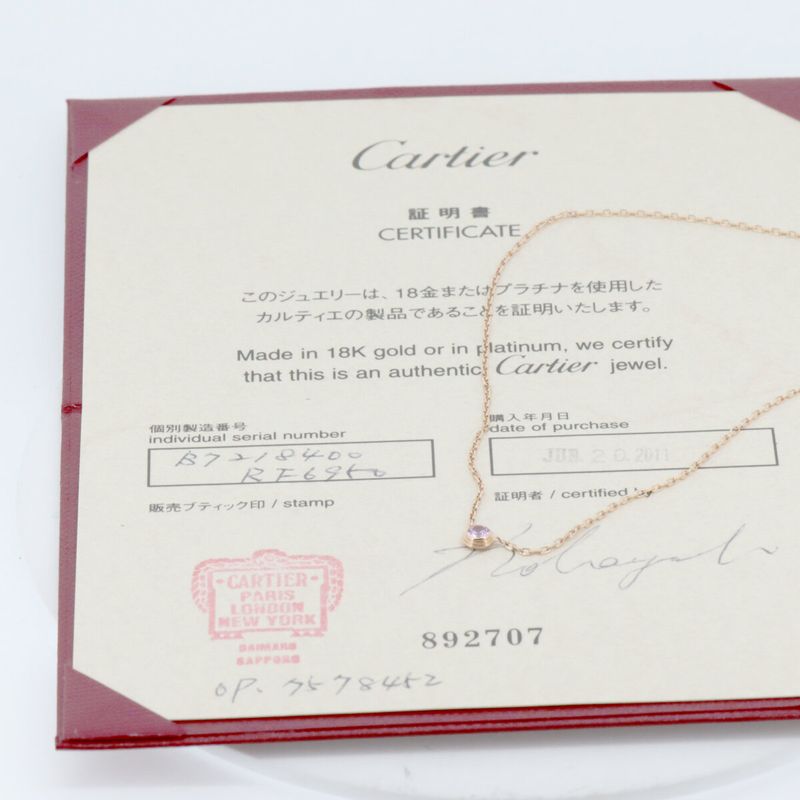 Cartier
証明書
CERTIFICATE
このジュエリーは、18金またはプラチナを使用した
カルティエの製品であることを証明いたします。
Made in 18K gold or in platinum, we certify
that this is an authentic Cartier jewel.
個別製造番号
individual serial number
B7218400
購入年月日
date of purchase
20.2011
販売ブティック印 / stamp
証明者 / certified by
Kobayashi
CARTIER
PARIS
LONDON
NEW YORK
DAIMARU
SAPPORO
892707
OP. 7578452